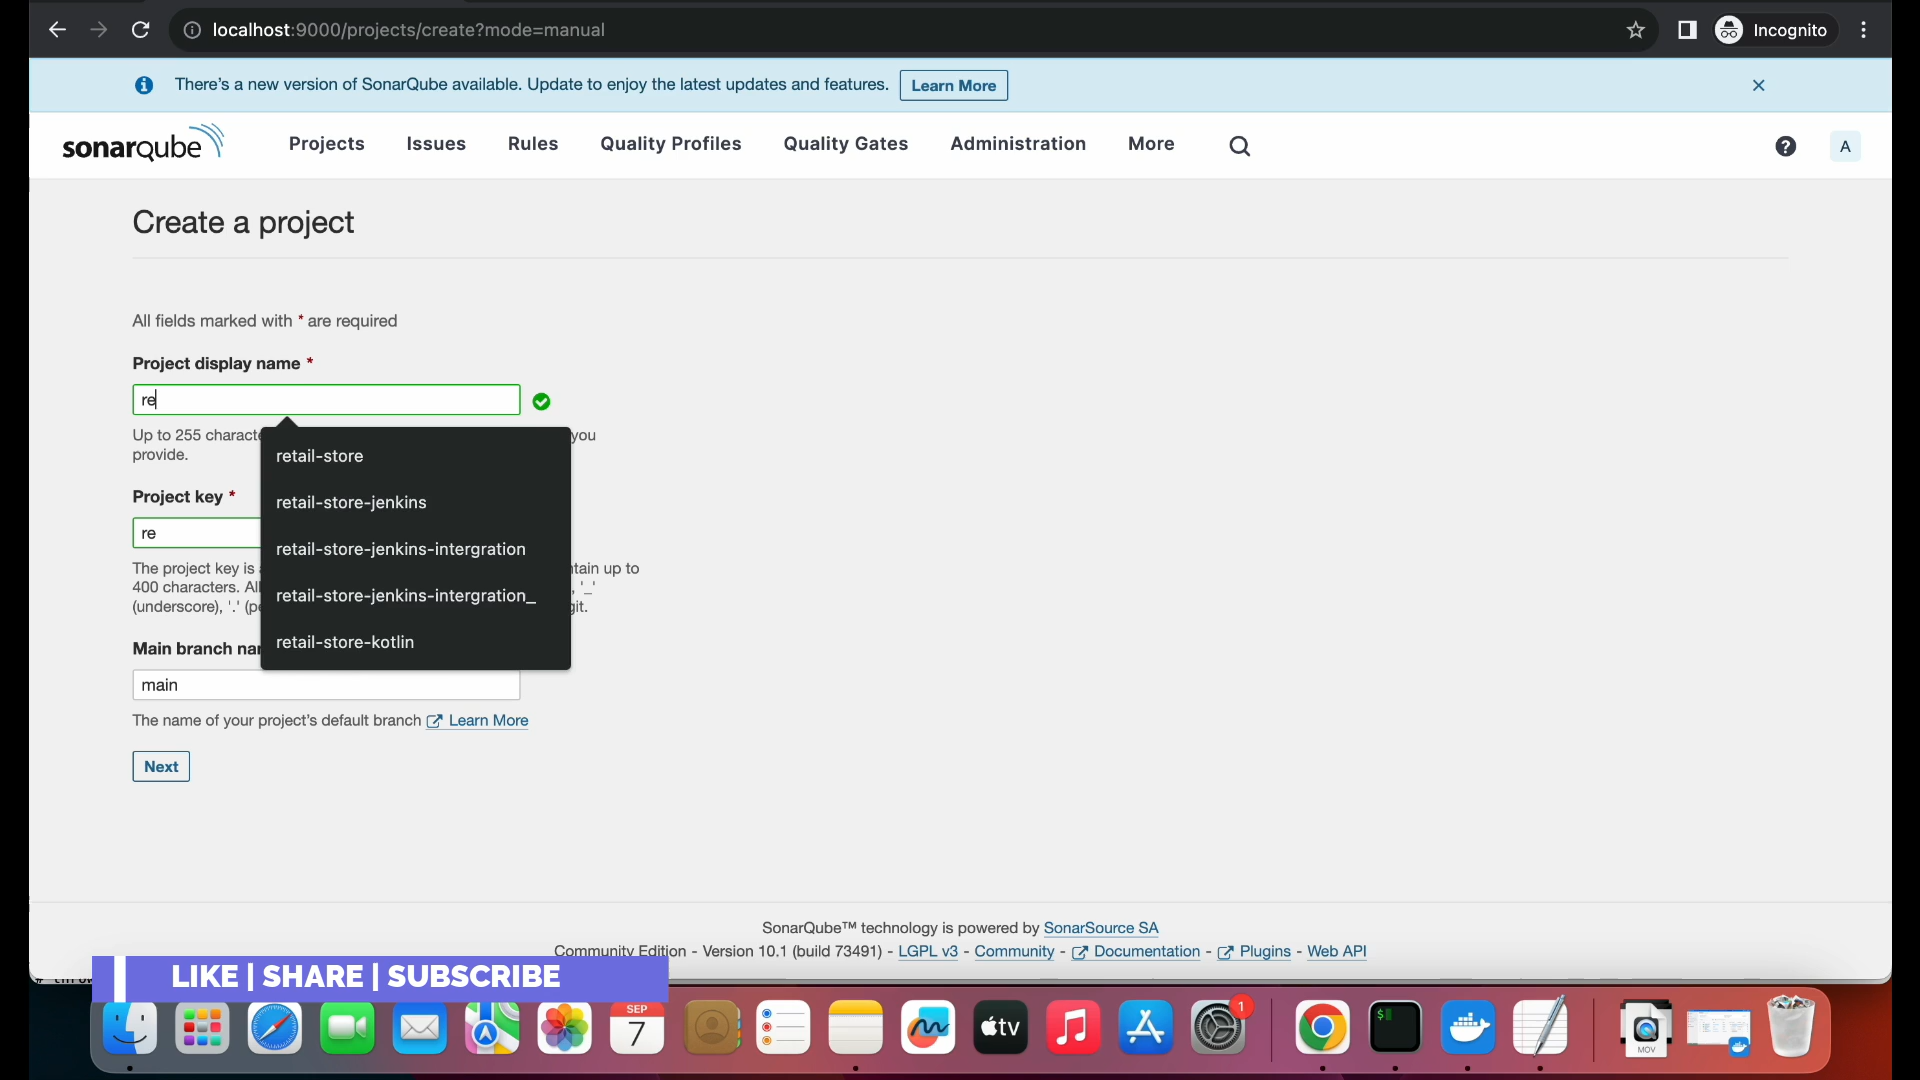 localhost:9000/projects/create?mode=manual
Incognito
There's a new version of SonarQube available. Update to enjoy the latest updates and features.
Learn More
sonarqube
Projects
Issues
Rules
Quality Profiles
Quality Gates
Administration
More
?
A
Create a project
All fields marked with * are required
Project display name *
re
Up to 255 you
provide.
retail-store
retail-store-jenkins
retail-store-jenkins-intergration
retail-store-jenkins-intergration_
retail-store-kotlin
Project key *
re
The project key is up to
400 characters. All , '_'
(underscore), '.'
Main branch
main
The name of your project's default branch Learn More
Next
SonarQube™ technology is powered by SonarSource SA
Community Edition - Version 10.1 (build 73491) - LGPL v3 - Community - Documentation - Plugins - Web API
LIKE | SHARE | SUBSCRIBE
SEP
7
tv
1
$
MOV